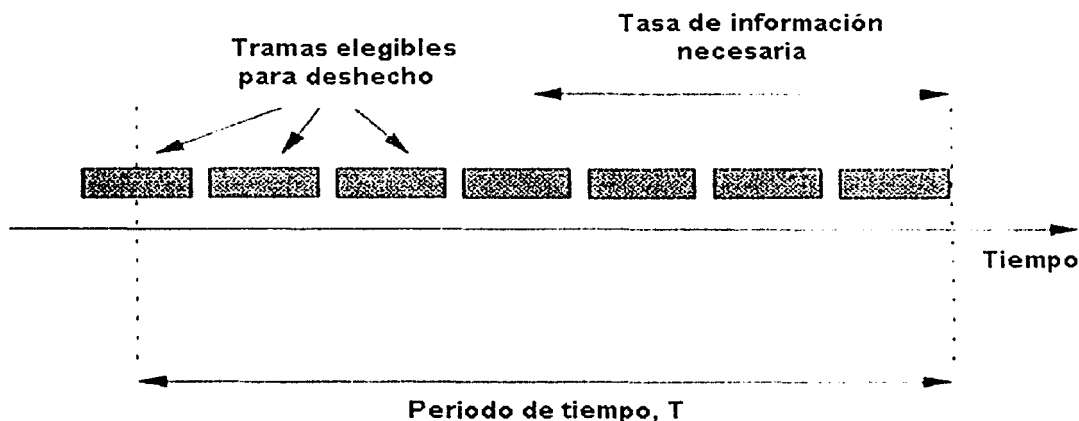 Tasa de información
necesaria
Tramas elegibles
para deshecho
Tiempo
Periodo de tiempo, T